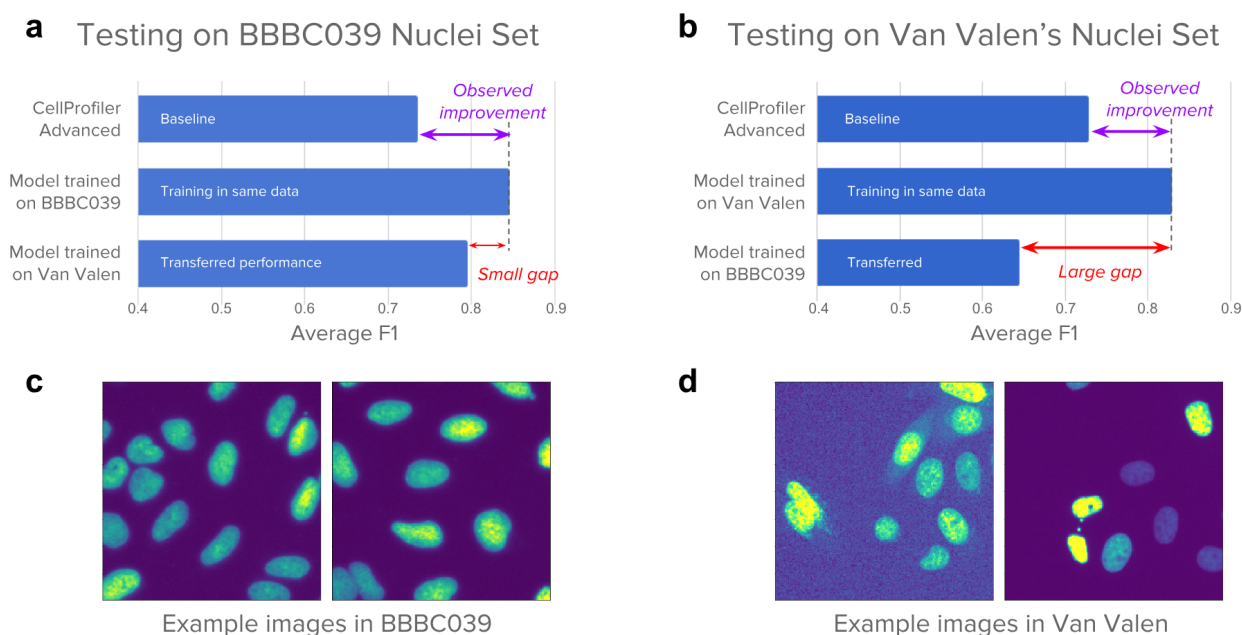 a
Testing on BBBC039 Nuclei Set
CellProfiler
Advanced
Baseline
Observed
improvement
Model trained
on BBBC039
Training in same data
Model trained
on Van Valen
Transferred performance
Small gap
0.4 0.5 0.6 0.7 0.8 0.9
Average F1
b
Testing on Van Valen’s Nuclei Set
CellProfiler
Advanced
Baseline
Observed
improvement
Model trained
on Van Valen
Training in same data
Model trained
on BBBC039
Transferred
Large gap
0.4 0.5 0.6 0.7 0.8 0.9
Average F1
c
Example images in BBBC039
d
Example images in Van Valen